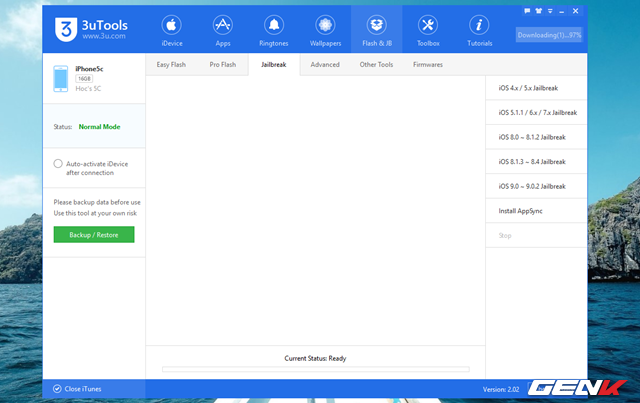 3
3uTools
www.3u.com
iDevice
Apps
Ringtones
Wallpapers
Flash & JB
Toolbox
Tutorials
Downloading(1)...97%
iPhone5c
16GB
Hoc's 5C
Easy Flash
Pro Flash
Jailbreak
Advanced
Other Tools
Firmwares
Status: Normal Mode
Auto-activate iDevice
after connection
Please backup data before use
Use this tool at your own risk
Backup / Restore
iOS 4.x / 5.x Jailbreak
iOS 5.1.1 / 6.x / 7.x Jailbreak
iOS 8.0 ~ 8.1.2 Jailbreak
iOS 8.1.3 ~ 8.4 Jailbreak
iOS 9.0 ~ 9.0.2 Jailbreak
Install AppSync
Stop
Current Status: Ready
Close iTunes
Version: 2.02
GENK